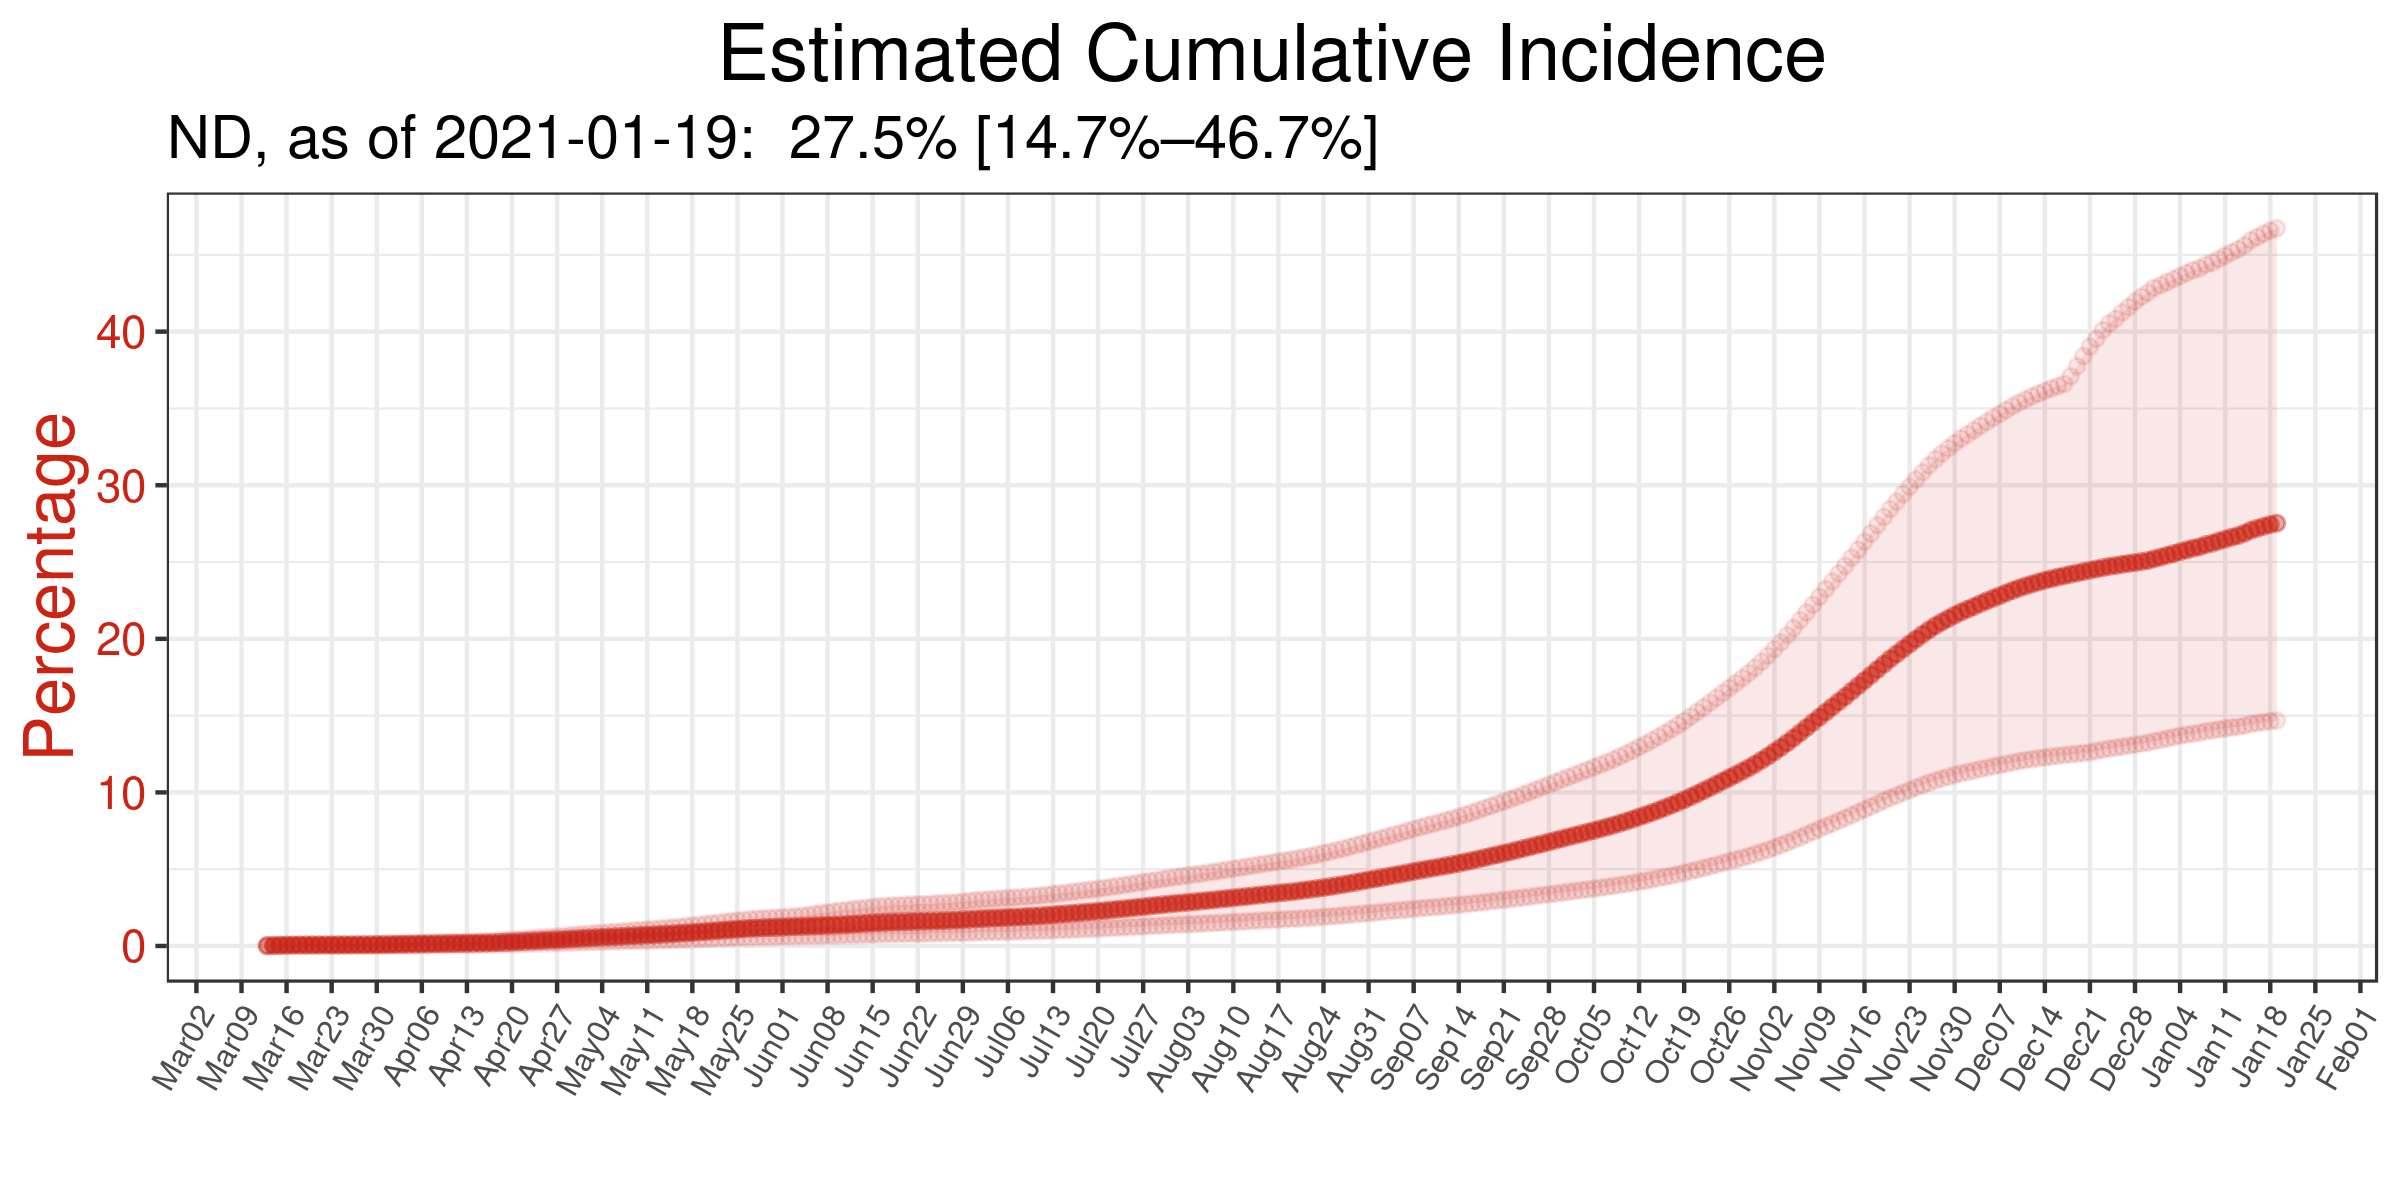 Estimated Cumulative Incidence
ND, as of 2021-01-19:  27.5% [14.7%–46.7%]
Percentage
40
30
20
10
0
Mar02 Mar09 Mar16 Mar23 Mar30 Apr06 Apr13 Apr20 Apr27 May04 May11 May18 May25 Jun01 Jun08 Jun15 Jun22 Jun29 Jul06 Jul13 Jul20 Jul27 Aug03 Aug10 Aug17 Aug24 Aug31 Sep07 Sep14 Sep21 Sep28 Oct05 Oct12 Oct19 Oct26 Nov02 Nov09 Nov16 Nov23 Nov30 Dec07 Dec14 Dec21 Dec28 Jan04 Jan11 Jan18 Jan25 Feb01